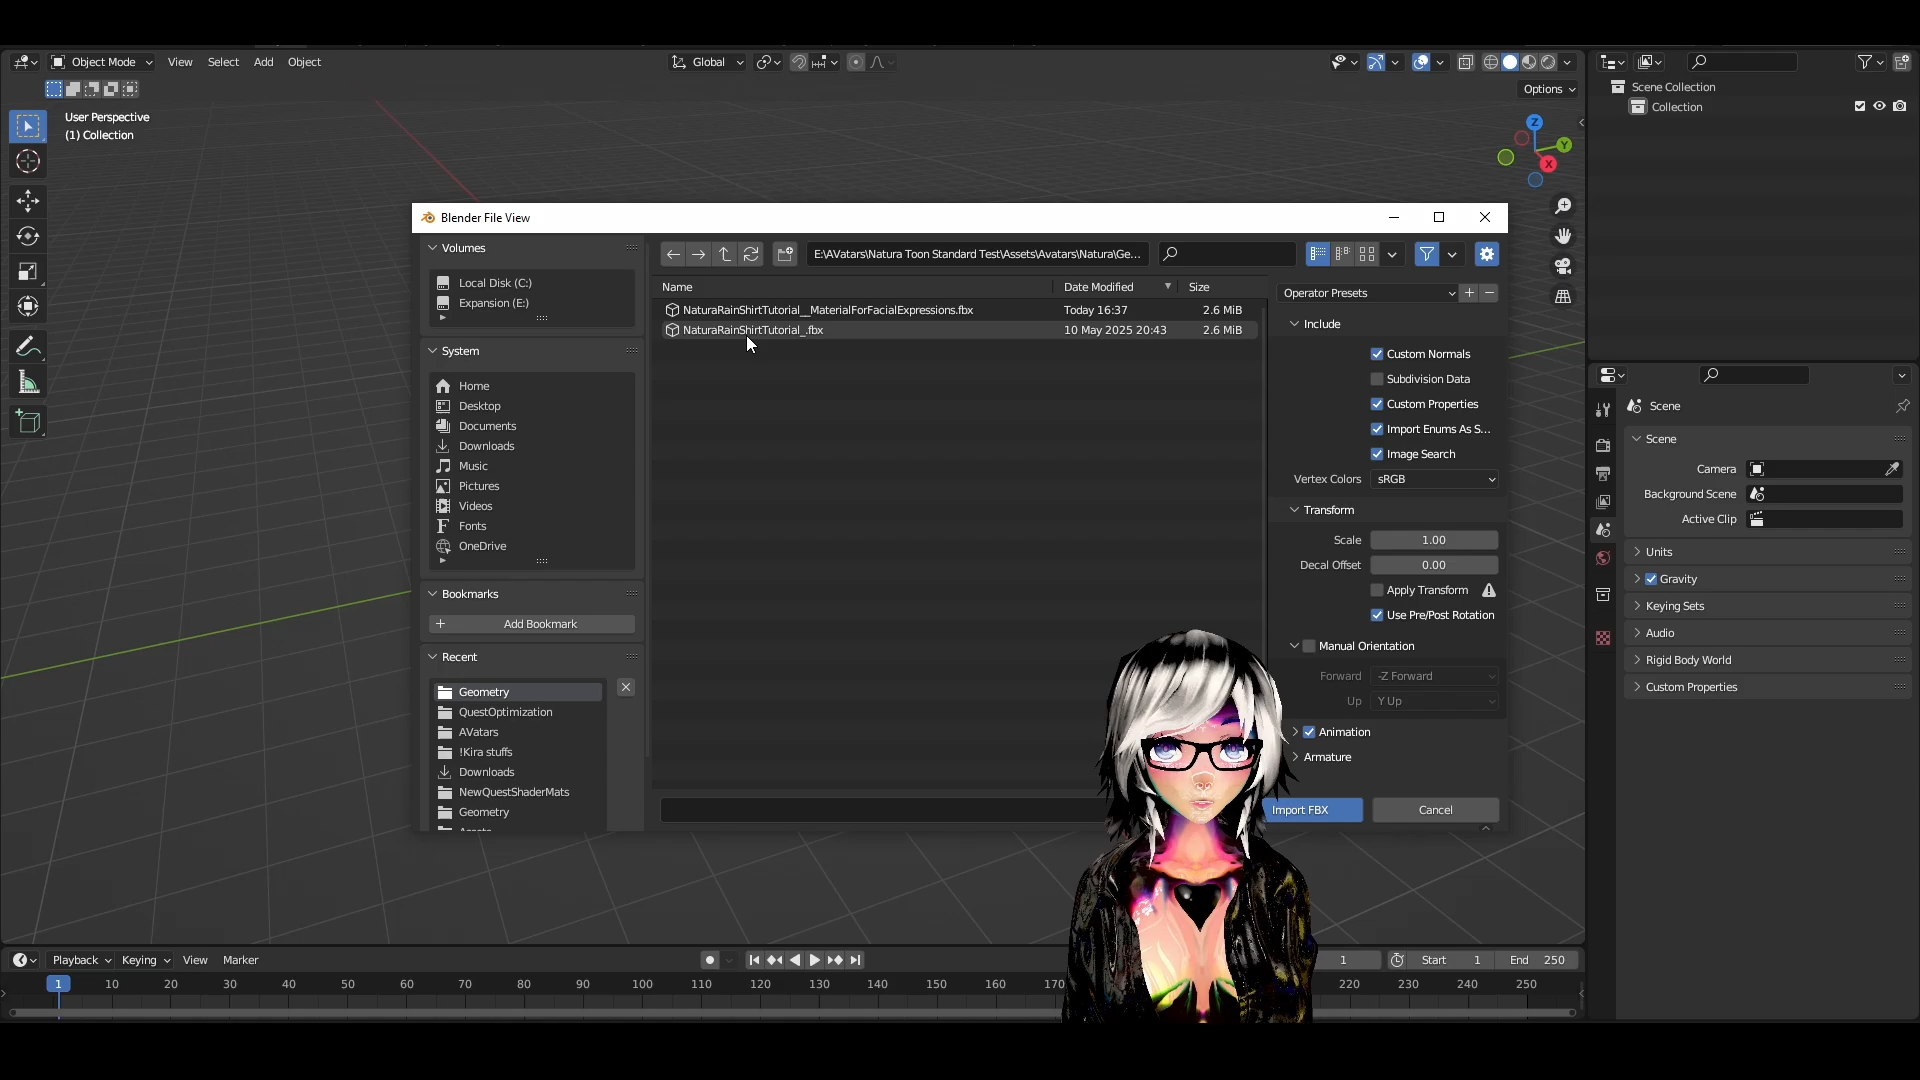 Object Mode View Select Add Object Global
Options
User Perspective
(1) Collection
Z
Y
X
Scene Collection
Collection
Blender File View
Volumes
Local Disk (C:)
Expansion (E:)
System
Home
Desktop
Documents
Downloads
Music
Pictures
Videos
Fonts
OneDrive
Bookmarks
Add Bookmark
Recent
Geometry
QuestOptimization
AVatars
!Kira stuffs
Downloads
NewQuestShaderMats
Geometry
E:\AVatars\Natura Toon Standard Test\Assets\Avatars\Natura\Ge...
Name Date Modified Size
NaturaRainShirtTutorial__MaterialForFacialExpressions.fbx Today 16:37 2.6 MiB
NaturaRainShirtTutorial_.fbx 10 May 2025 20:43 2.6 MiB
Operator Presets
Include
Custom Normals
Subdivision Data
Custom Properties
Import Enums As S...
Image Search
Vertex Colors sRGB
Transform
Scale 1.00
Decal Offset 0.00
Apply Transform
Use Pre/Post Rotation
Manual Orientation
Forward -Z Forward
Up Y Up
Animation
Armature
Import FBX Cancel
Scene
Scene
Camera
Background Scene
Active Clip
Units
Gravity
Keying Sets
Audio
Rigid Body World
Custom Properties
Playback Keying View Marker 1 Start 1 End 250
1 10 20 30 40 50 60 70 80 90 100 110 120 130 140 150 160 170 220 230 240 250